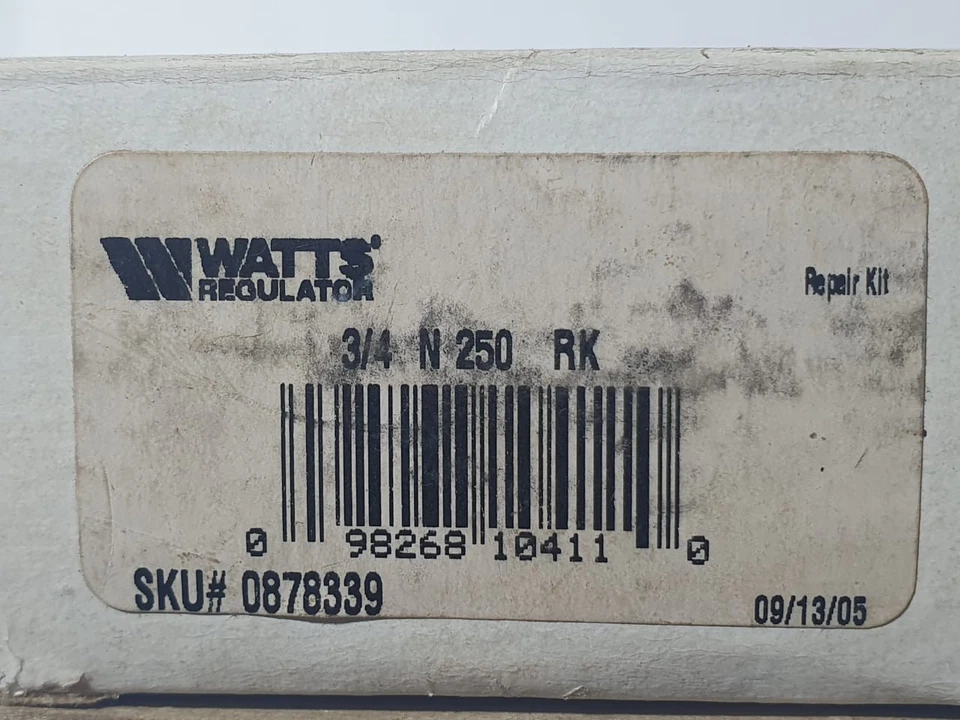 WATTS
REGULATOR
Repair Kit
3/4 N 250 RK
0 98268 10411 0
SKU# 0878339
09/13/05